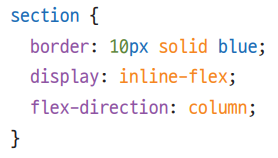 section {
  border: 10px solid blue;
  display: inline-flex;
  flex-direction: column;
}